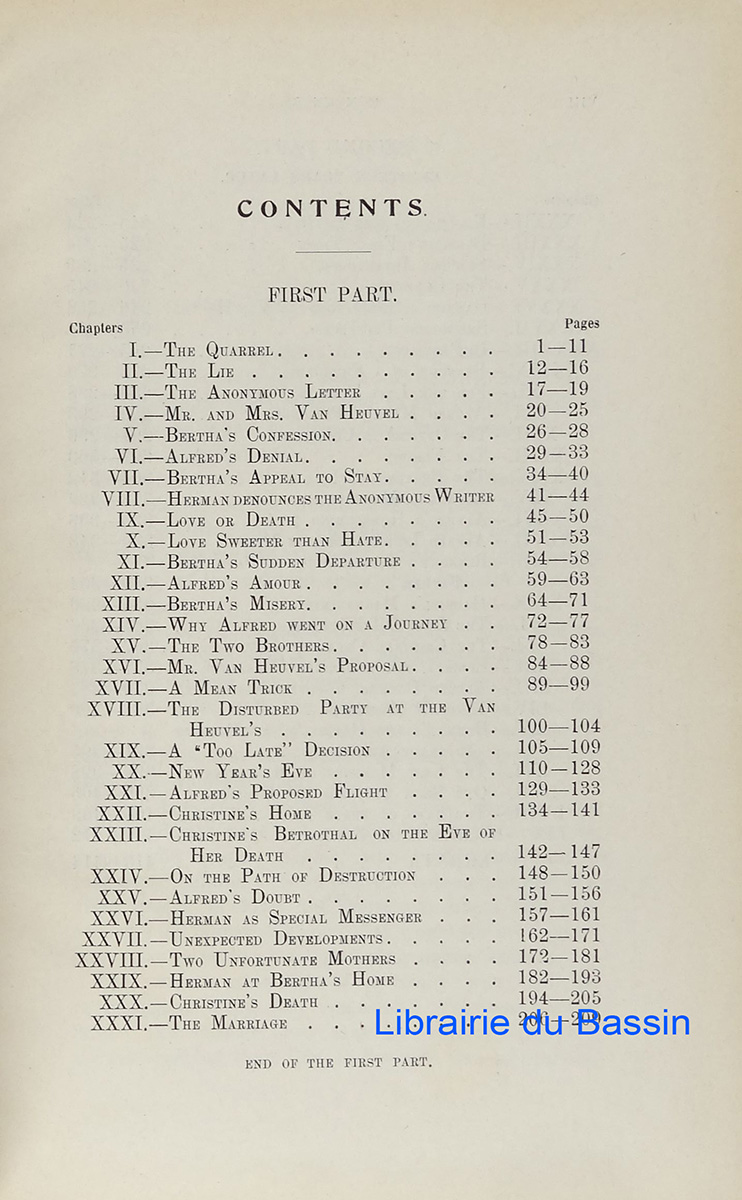 CONTENTS.
FIRST PART.
Chapters Pages
I.—The Quarrel . . . . . . . . . 1—11
II.—The Lie . . . . . . . . . . 12—16
III.—The Anonymous Letter . . . . . 17—19
IV.—Mr. and Mrs. Van Heuvel . . . . 20—25
V.—Bertha's Confession. . . . . . . 26—28
VI.—Alfred's Denial. . . . . . . . 29—33
VII.—Bertha's Appeal to Stay. . . . . 34—40
VIII.—Herman denounces the Anonymous Writer 41—44
IX.—Love or Death . . . . . . . . 45—50
X.—Love Sweeter than Hate. . . . . 51—53
XI.—Bertha's Sudden Departure . . . . 54—58
XII.—Alfred's Amour . . . . . . . . 59—63
XIII.—Bertha's Misery. . . . . . . . 64—71
XIV.—Why Alfred went on a Journey . . 72—77
XV.—The Two Brothers. . . . . . . 78—83
XVI.—Mr. Van Heuvel's Proposal. . . . 84—88
XVII.—A Mean Trick . . . . . . . . 89—99
XVIII.—The Disturbed Party at the Van
Heuvel's . . . . . . . . . 100—104
XIX.—A "Too Late" Decision . . . . . 105—109
XX.—New Year's Eve . . . . . . . 110—128
XXI.—Alfred's Proposed Flight . . . . 129—133
XXII.—Christine's Home . . . . . . . 134—141
XXIII.—Christine's Betrothal on the Eve of
Her Death . . . . . . . . 142—147
XXIV.—On the Path of Destruction . . . 148—150
XXV.—Alfred's Doubt . . . . . . . . 151—156
XXVI.—Herman as Special Messenger . . . 157—161
XXVII.—Unexpected Developments. . . . . 162—171
XXVIII.—Two Unfortunate Mothers . . . . 172—181
XXIX.—Herman at Bertha's Home . . . . 182—193
XXX.—Christine's Death . . . . . . . 194—205
XXXI.—The Marriage . . . . . . . 206—209
Librairie du Bassin
END OF THE FIRST PART.